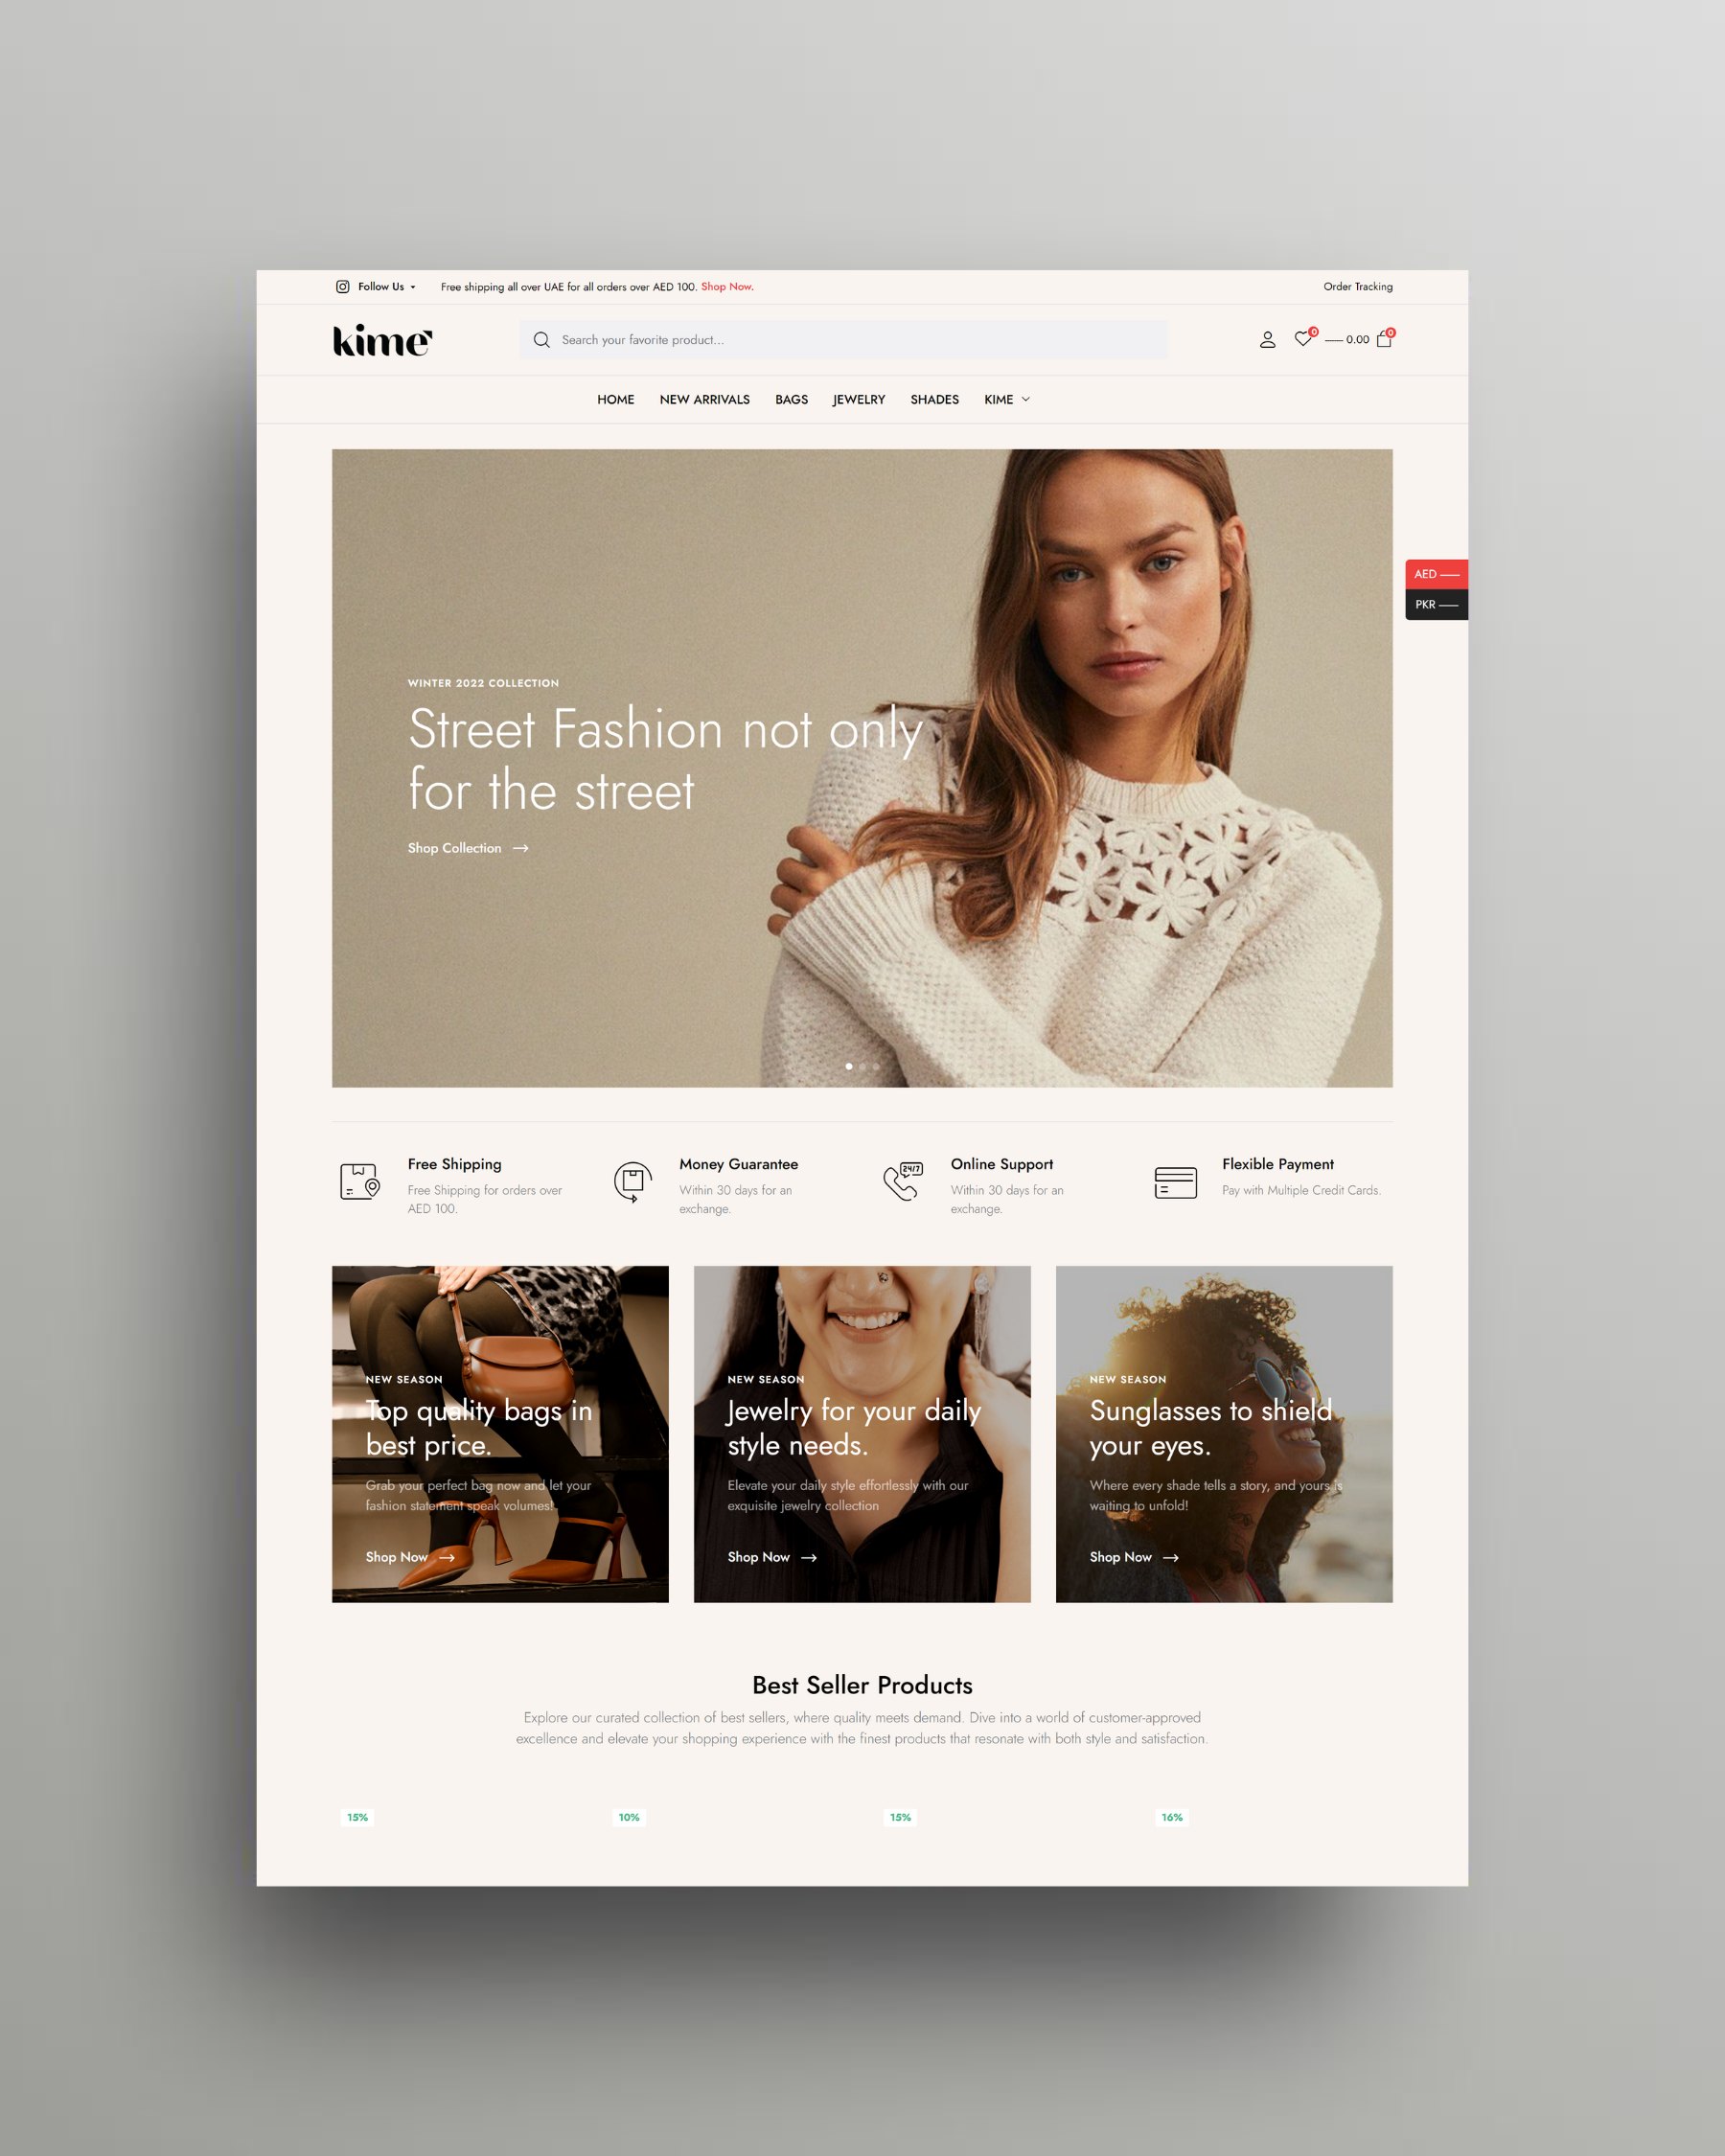 Follow Us
Free shipping all over UAE for all orders over AED 100. Shop Now.
Order Tracking
kime
Search your favorite product...
0
0.00
0
HOME
NEW ARRIVALS
BAGS
JEWELRY
SHADES
KIME
AED
PKR
WINTER 2022 COLLECTION
Street Fashion not only
for the street
Shop Collection
Free Shipping
Free Shipping for orders over
AED 100.
Money Guarantee
Within 30 days for an
exchange.
24/7
Online Support
Within 30 days for an
exchange.
Flexible Payment
Pay with Multiple Credit Cards.
NEW SEASON
Top quality bags in
best price.
Grab your perfect bag now and let your
fashion statement speak volumes!
Shop Now
NEW SEASON
Jewelry for your daily
style needs.
Elevate your daily style effortlessly with our
exquisite jewelry collection
Shop Now
NEW SEASON
Sunglasses to shield
your eyes.
Where every shade tells a story, and yours is
waiting to unfold!
Shop Now
Best Seller Products
Explore our curated collection of best sellers, where quality meets demand. Dive into a world of customer-approved
excellence and elevate your shopping experience with the finest products that resonate with both style and satisfaction.
15%
10%
15%
16%